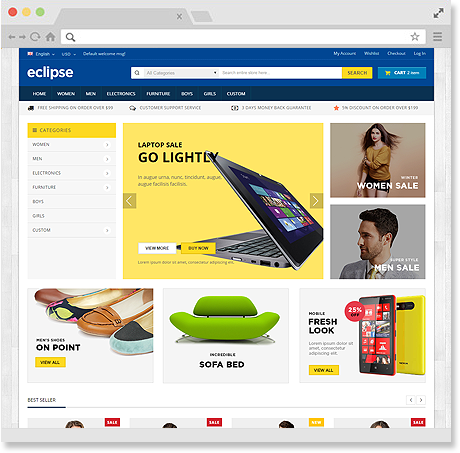 English USD Default welcome msg! My Account Wishlist Checkout Log In
eclipse All Categories Search entire store here... SEARCH CART 2 item
HOME WOMEN MEN ELECTRONICS FURNITURE BOYS GIRLS CUSTOM
FREE SHIPPING ON ORDER OVER $99 CUSTOMER SUPPORT SERVICE 3 DAYS MONEY BACK GUARANTEE 5% DISCOUNT ON ORDER OVER $199
CATEGORIES
WOMEN
MEN
ELECTRONICS
FURNITURE
BOYS
GIRLS
CUSTOM
LAPTOP SALE
GO LIGHTLY
In augue urna, nunc, tincidunt, augue,
augue facilisis facilisis.
VIEW MORE BUY NOW
Lorem ipsum dolor sit amet, consectetur adipiscing
WINTER
WOMEN SALE
SUPER STYLE
MEN SALE
MEN'S SHOES
ON POINT
VIEW ALL
INCREDIBLE
SOFA BED
MOBILE
FRESH
LOOK
25%
OFF
Lorem ipsum dolor
sit amet, consectetur
adipiscing elit
VIEW ALL
BEST SELLER
SALE SALE NEW SALE